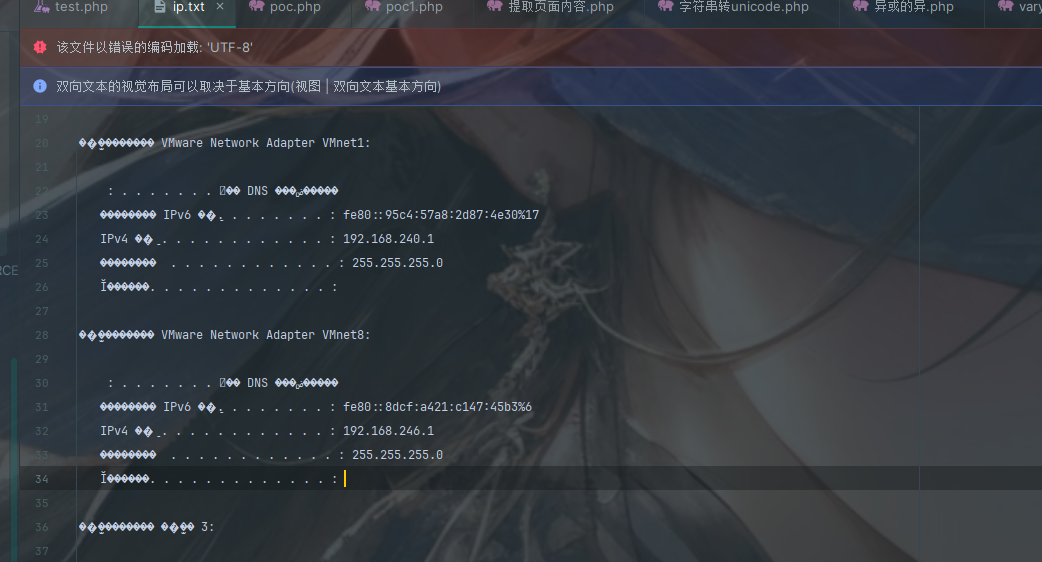 test.php ip.txt × poc.php poc1.php 提取页面内容.php 字符串转unicode.php 异或的异.php vary
该文件以错误的编码加载: 'UTF-8'
双向文本的视觉布局可以取决于基本方向(视图 | 双向文本基本方向)
19
20 VMware Network Adapter VMnet1:
21
22 : . . . . . . . DNS
23 IPv6 . . . . . . . . : fe80::95c4:57a8:2d87:4e30%17
24 IPv4 . . . . . . . . . . . . : 192.168.240.1
25 . . . . . . . . . . . . : 255.255.255.0
26 . . . . . . . . . . . . . :
27
28 VMware Network Adapter VMnet8:
29
30 : . . . . . . . DNS
31 IPv6 . . . . . . . . : fe80::8dcf:a421:c147:45b3%6
32 IPv4 . . . . . . . . . . . . : 192.168.246.1
33 . . . . . . . . . . . . : 255.255.255.0
34 . . . . . . . . . . . . . :
35
36 3:
37
RCE